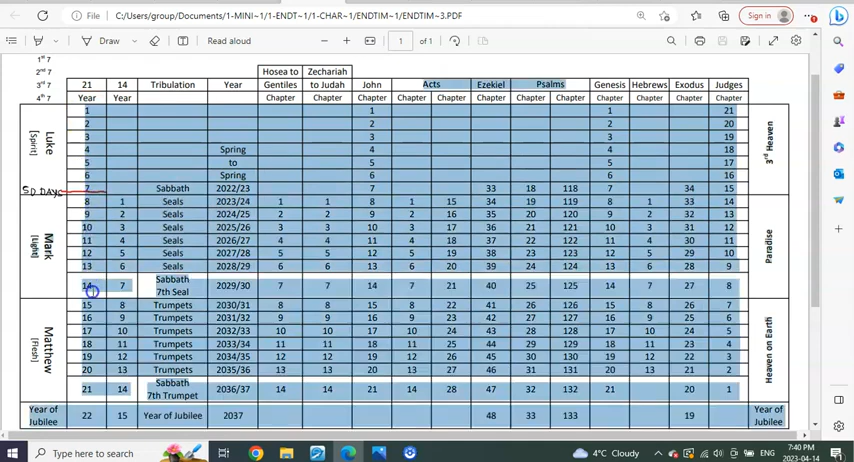 File
C:/Users/group/Documents/1-MINI~1/1-ENDT~1/1-CHAR~1/ENDTIM~1/ENDTIM~3.PDF
Sign in
Draw
Read aloud
1 of 1
1st 7
2nd 7
3rd 7
4th 7
Hosea to Zechariah
21 14 Tribulation Year Gentiles to Judah John Acts Ezekiel Psalms Genesis Hebrews Exodus Judges
Year Year Chapter Chapter Chapter Chapter Chapter Chapter Chapter Chapter Chapter Chapter Chapter Chapter
Luke
[Spirit]
3rd Heaven
1 1 1 21
2 2 2 20
3 3 3 19
4 Spring 4 4 18
5 to 5 5 17
6 Spring 6 6 16
7 Sabbath 2022/23 7 33 18 118 7 34 15
Mark
[Light]
Paradise
8 1 Seals 2023/24 1 1 8 1 15 34 19 119 8 1 33 14
9 2 Seals 2024/25 2 2 9 2 16 35 20 120 9 2 32 13
10 3 Seals 2025/26 3 3 10 3 17 36 21 121 10 3 31 12
11 4 Seals 2026/27 4 4 11 4 18 37 22 122 11 4 30 11
12 5 Seals 2027/28 5 5 12 5 19 38 23 123 12 5 29 10
13 6 Seals 2028/29 6 6 13 6 20 39 24 124 13 6 28 9
14 7 Sabbath 7th Seal 2029/30 7 7 14 7 21 40 25 125 14 7 27 8
Matthew
[Flesh]
Heaven on Earth
15 8 Trumpets 2030/31 8 8 15 8 22 41 26 126 15 8 26 7
16 9 Trumpets 2031/32 9 9 16 9 23 42 27 127 16 9 25 6
17 10 Trumpets 2032/33 10 10 17 10 24 43 28 128 17 10 24 5
18 11 Trumpets 2033/34 11 11 18 11 25 44 29 129 18 11 23 4
19 12 Trumpets 2034/35 12 12 19 12 26 45 30 130 19 12 22 3
20 13 Trumpets 2035/36 13 13 20 13 27 46 31 131 20 13 21 2
21 14 Sabbath 7th Trumpet 2036/37 14 14 21 14 28 47 32 132 21 20 1
Year of Jubilee 22 15 Year of Jubilee 2037 48 33 133 19 Year of Jubilee
Type here to search
4°C Cloudy
ENG
7:40 PM
2023-04-14